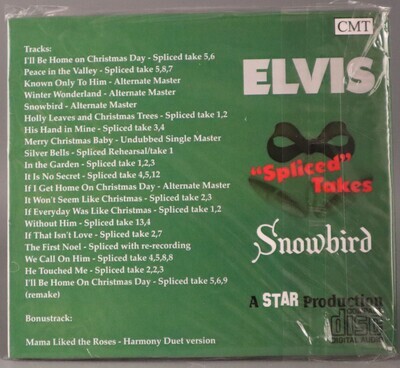 Tracks:
I'll Be Home on Christmas Day - Spliced take 5,6
Peace in the Valley - Spliced take 5,8,7
Known Only To Him - Alternate Master
Winter Wonderland - Alternate Master
Snowbird - Alternate Master
Holly Leaves and Christmas Trees - Spliced take 1,2
His Hand in Mine - Spliced take 3,4
Merry Christmas Baby - Undubbed Single Master
Silver Bells - Spliced Rehearsal/take 1
In the Garden - Spliced take 1,2,3
It Is No Secret - Spliced take 4,5,12
If I Get Home On Christmas Day - Alternate Master
It Won't Seem Like Christmas - Spliced take 2,3
If Everyday Was Like Christmas - Spliced take 1,2
Without Him - Spliced take 13,4
If That Isn't Love - Spliced take 2,7
The First Noel - Spliced with re-recording
We Call On Him - Spliced take 4,5,8,8
He Touched Me - Spliced take 2,2,3
I'll Be Home On Christmas Day - Spliced take 5,6,9
(remake)
Bonustrack:
Mama Liked the Roses - Harmony Duet version
CMT
ELVIS
"Spliced"
Takes
Snowbird
A STAR Production
COMPACT
disc
DIGITAL AUDIO